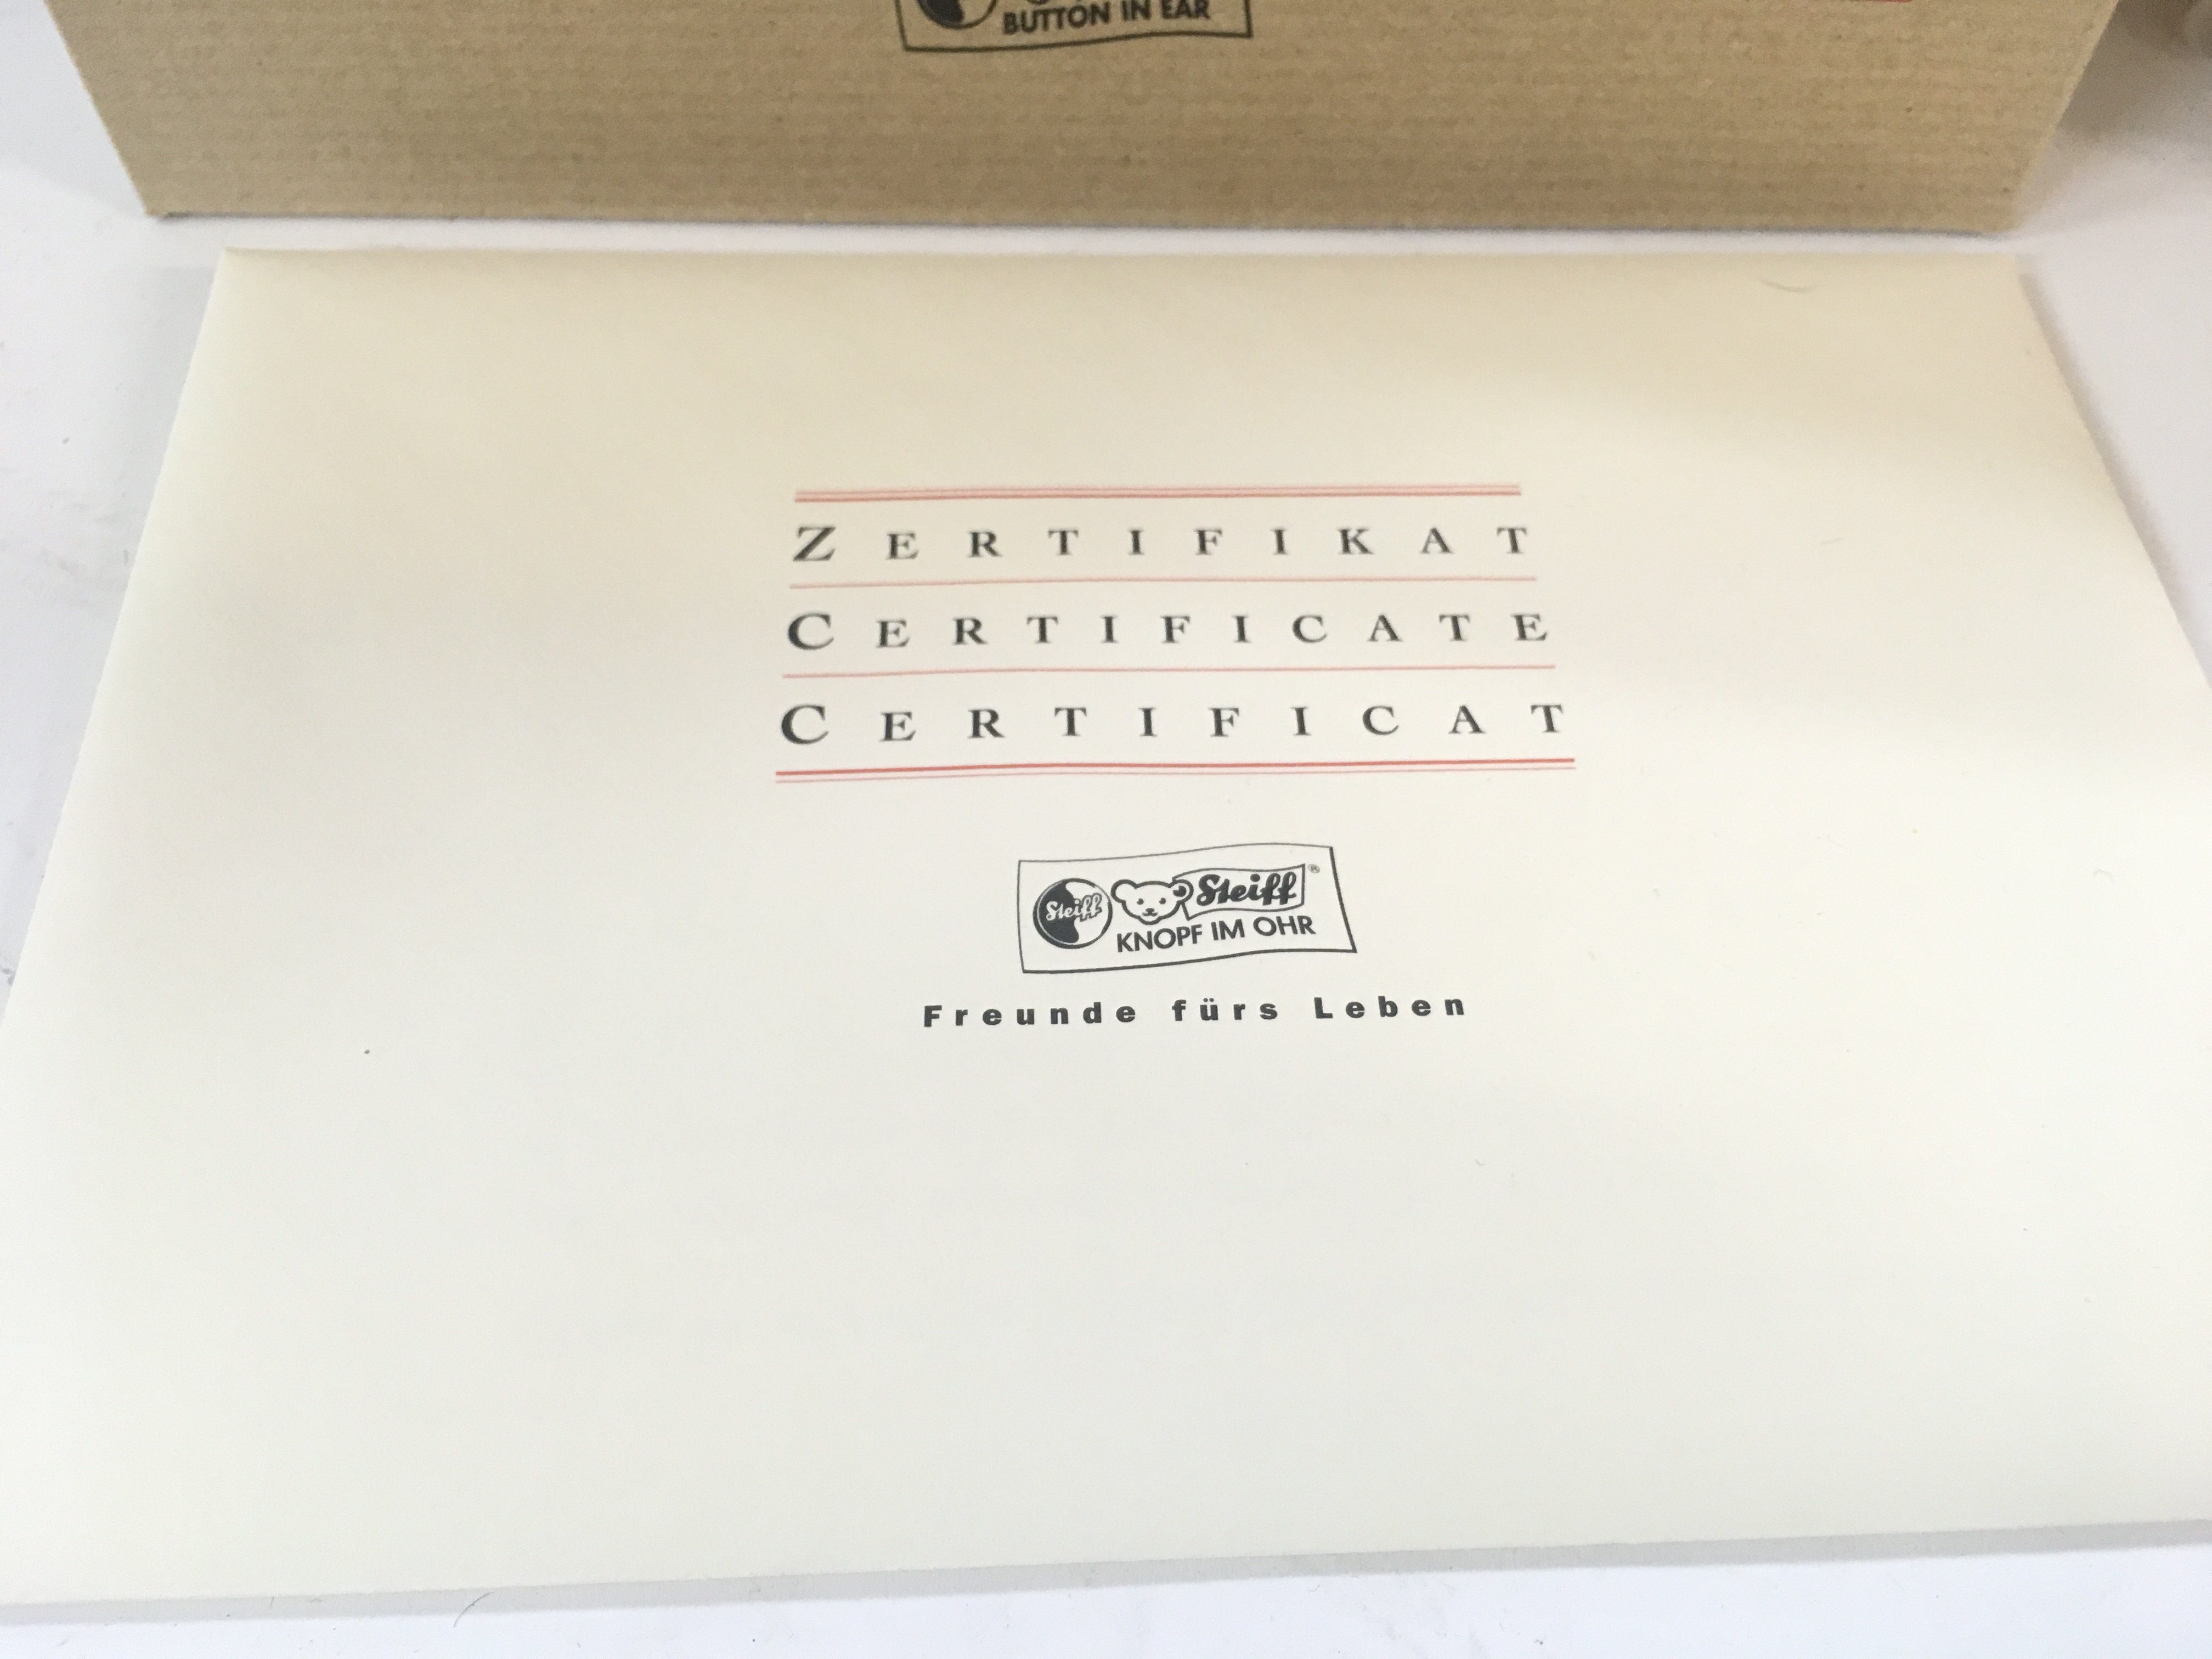 BUTTON IN EAR
ZERTIFIKAT
CERTIFICATE
CERTIFICAT
Steiff Steiff®
KNOPF IM OHR
Freunde fürs Leben